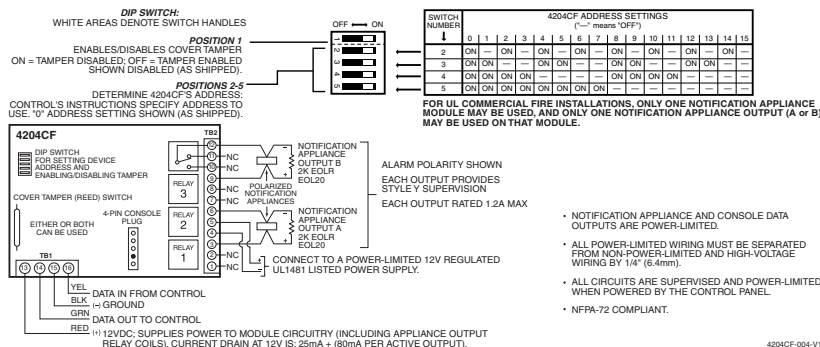 DIP SWITCH:
WHITE AREAS DENOTE SWITCH HANDLES
POSITION 1
ENABLES/DISABLES COVER TAMPER
ON = TAMPER DISABLED; OFF = TAMPER ENABLED
SHOWN DISABLED (AS SHIPPED).
POSITIONS 2-5
DETERMINE 4204CF'S ADDRESS:
CONTROL'S INSTRUCTIONS SPECIFY ADDRESS TO
USE. "0" ADDRESS SETTING SHOWN (AS SHIPPED).
OFF ON
1
2
3
4
5
SWITCH NUMBER
4204CF ADDRESS SETTINGS
("—" means "OFF")
0 1 2 3 4 5 6 7 8 9 10 11 12 13 14 15
2 ON — ON — ON — ON — ON — ON — ON — ON —
3 ON ON — — ON ON — — ON ON — — ON ON — —
4 ON ON ON ON — — — — ON ON ON ON — — — —
5 ON ON ON ON ON ON ON ON — — — — — — — —
FOR UL COMMERCIAL FIRE INSTALLATIONS, ONLY ONE NOTIFICATION APPLIANCE
MODULE MAY BE USED, AND ONLY ONE NOTIFICATION APPLIANCE OUTPUT (A or B)
MAY BE USED ON THAT MODULE.
4204CF
TB2
DIP SWITCH
FOR SETTING DEVICE
ADDRESS AND
ENABLING/DISABLING TAMPER
COVER TAMPER (REED) SWITCH
EITHER OR BOTH
CAN BE USED
4-PIN CONSOLE
PLUG
RELAY
3
RELAY
2
RELAY
1
12
11 NC
10 NC
9
8 NC
7 NC
6
5
4
3
2 NC
1 NC
NOTIFICATION
APPLIANCE
OUTPUT B
2K EOLR
EOL20
POLARIZED
NOTIFICATION
APPLIANCES
NOTIFICATION
APPLIANCE
OUTPUT A
2K EOLR
EOL20
ALARM POLARITY SHOWN
EACH OUTPUT PROVIDES
STYLE Y SUPERVISION
EACH OUTPUT RATED 1.2A MAX
CONNECT TO A POWER-LIMITED 12V REGULATED
UL1481 LISTED POWER SUPPLY.
TB1
13 14 15 16
YEL DATA IN FROM CONTROL
BLK (–) GROUND
GRN DATA OUT TO CONTROL
RED (+) 12VDC; SUPPLIES POWER TO MODULE CIRCUITRY (INCLUDING APPLIANCE OUTPUT
RELAY COILS). CURRENT DRAIN AT 12V IS: 25mA + (80mA PER ACTIVE OUTPUT).
• NOTIFICATION APPLIANCE AND CONSOLE DATA
OUTPUTS ARE POWER-LIMITED.
• ALL POWER-LIMITED WIRING MUST BE SEPARATED
FROM NON-POWER-LIMITED AND HIGH-VOLTAGE
WIRING BY 1/4" (6.4mm).
• ALL CIRCUITS ARE SUPERVISED AND POWER-LIMITED
WHEN POWERED BY THE CONTROL PANEL.
• NFPA-72 COMPLIANT.
4204CF-004-V1